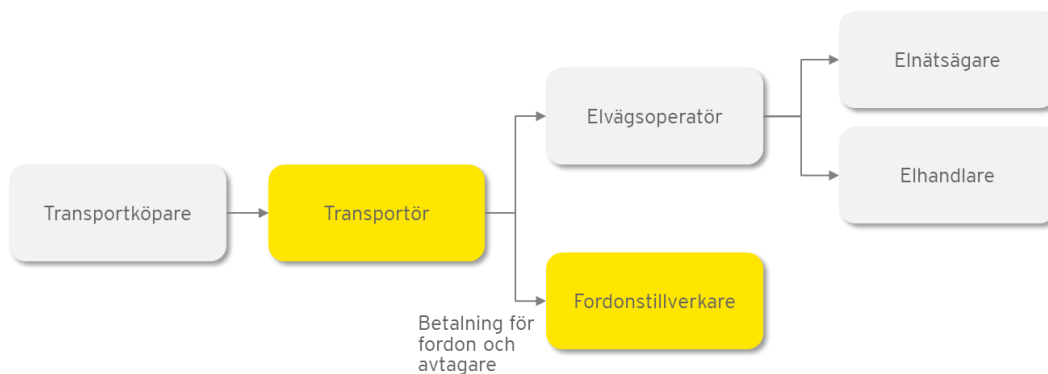 Elnätsägare
Elvägsoperatör
Elhandlare
Transportköpare
Transportör
Fordonstillverkare
Betalning för
fordon och
avtagare